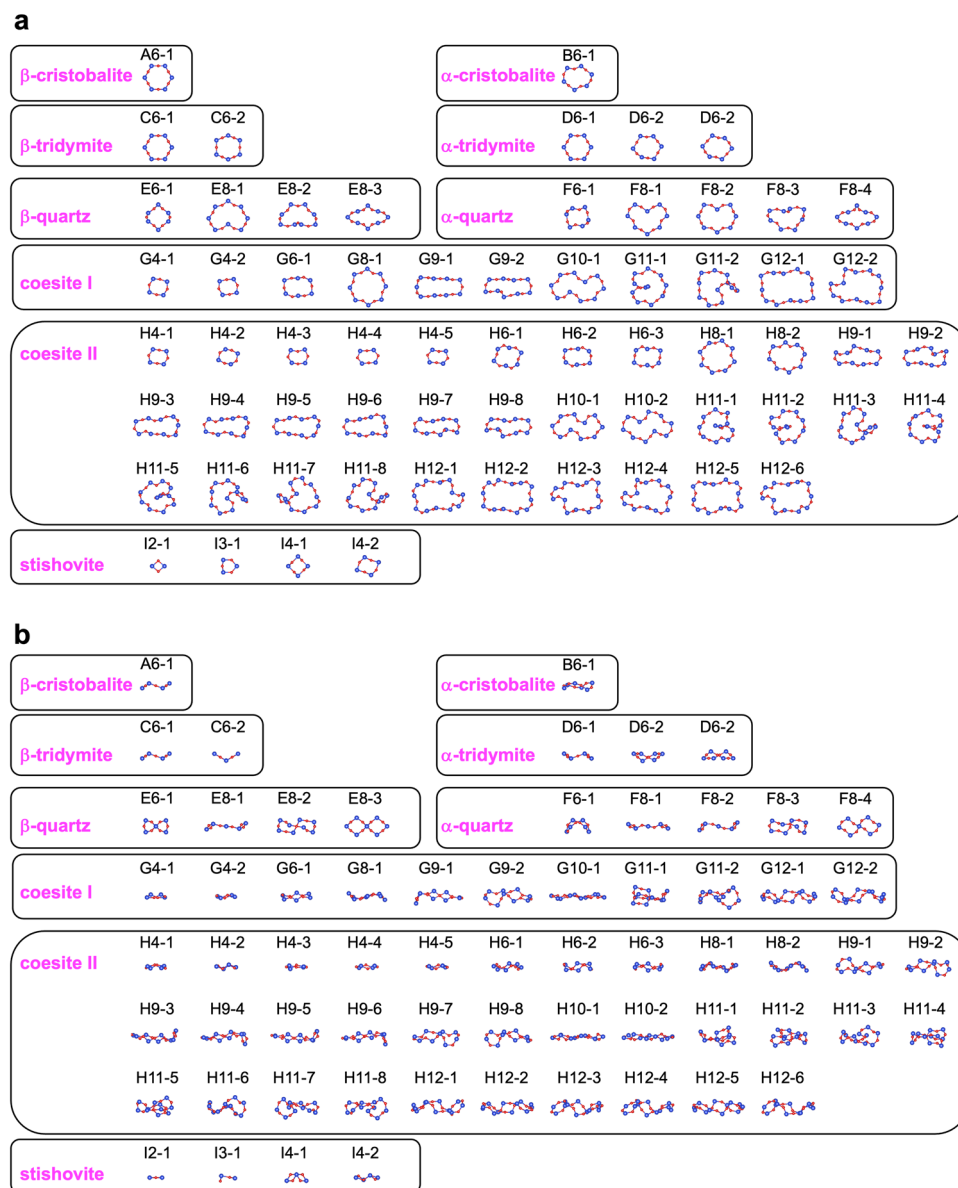 a
A6-1
β-cristobalite
B6-1
α-cristobalite
C6-1 C6-2
β-tridymite
D6-1 D6-2 D6-2
α-tridymite
E6-1 E8-1 E8-2 E8-3
β-quartz
F6-1 F8-1 F8-2 F8-3 F8-4
α-quartz
G4-1 G4-2 G6-1 G8-1 G9-1 G9-2 G10-1 G11-1 G11-2 G12-1 G12-2
coesite I
H4-1 H4-2 H4-3 H4-4 H4-5 H6-1 H6-2 H6-3 H8-1 H8-2 H9-1 H9-2
coesite II
H9-3 H9-4 H9-5 H9-6 H9-7 H9-8 H10-1 H10-2 H11-1 H11-2 H11-3 H11-4
H11-5 H11-6 H11-7 H11-8 H12-1 H12-2 H12-3 H12-4 H12-5 H12-6
I2-1 I3-1 I4-1 I4-2
stishovite
b
A6-1
β-cristobalite
B6-1
α-cristobalite
C6-1 C6-2
β-tridymite
D6-1 D6-2 D6-2
α-tridymite
E6-1 E8-1 E8-2 E8-3
β-quartz
F6-1 F8-1 F8-2 F8-3 F8-4
α-quartz
G4-1 G4-2 G6-1 G8-1 G9-1 G9-2 G10-1 G11-1 G11-2 G12-1 G12-2
coesite I
H4-1 H4-2 H4-3 H4-4 H4-5 H6-1 H6-2 H6-3 H8-1 H8-2 H9-1 H9-2
coesite II
H9-3 H9-4 H9-5 H9-6 H9-7 H9-8 H10-1 H10-2 H11-1 H11-2 H11-3 H11-4
H11-5 H11-6 H11-7 H11-8 H12-1 H12-2 H12-3 H12-4 H12-5 H12-6
I2-1 I3-1 I4-1 I4-2
stishovite